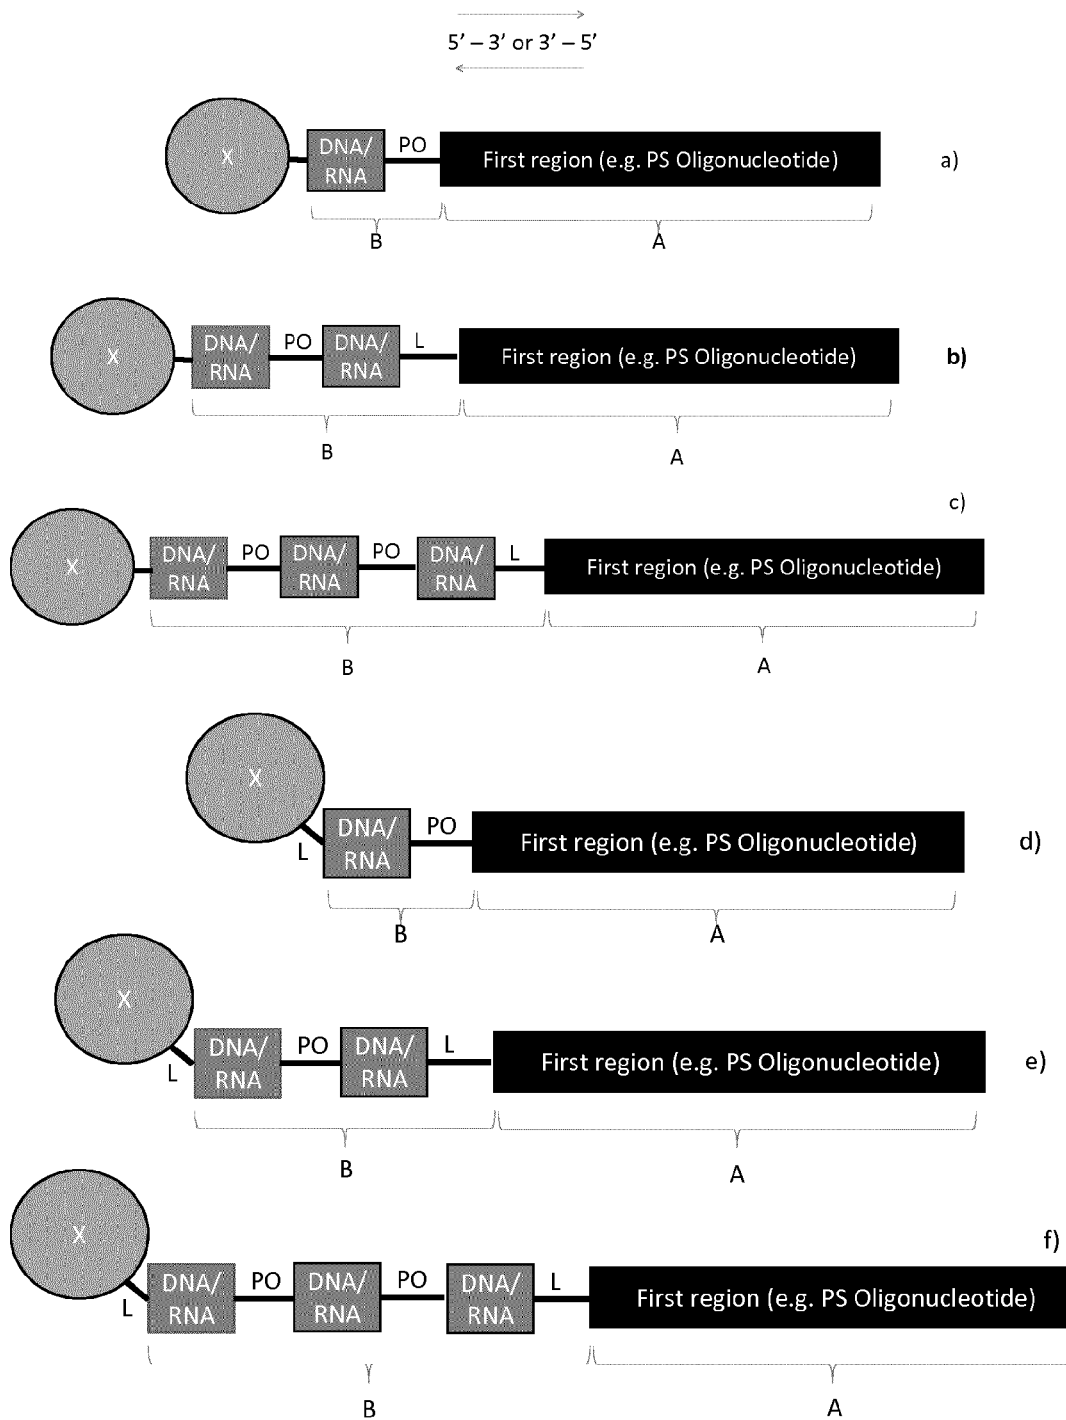 5’ – 3’ or 3’ – 5’
X
DNA/
RNA
PO
First region (e.g. PS Oligonucleotide)
a)
B
A
X
DNA/
RNA
PO
DNA/
RNA
L
First region (e.g. PS Oligonucleotide)
b)
B
A
c)
X
DNA/
RNA
PO
DNA/
RNA
PO
DNA/
RNA
L
First region (e.g. PS Oligonucleotide)
B
A
X
L
DNA/
RNA
PO
First region (e.g. PS Oligonucleotide)
d)
B
A
X
L
DNA/
RNA
PO
DNA/
RNA
L
First region (e.g. PS Oligonucleotide)
e)
B
A
X
f)
L
DNA/
RNA
PO
DNA/
RNA
PO
DNA/
RNA
L
First region (e.g. PS Oligonucleotide)
B
A